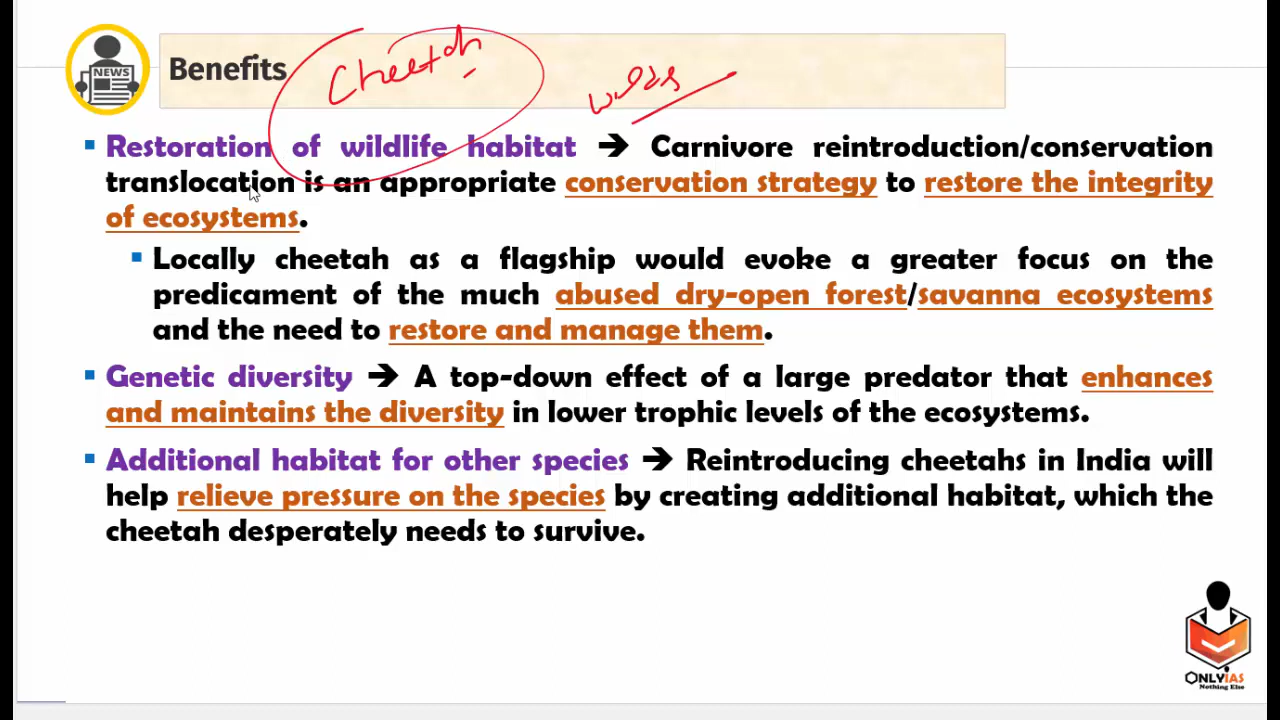 NEWS
Benefits
Cheetah
▪ Restoration of wildlife habitat → Carnivore reintroduction/conservation
translocation is an appropriate conservation strategy to restore the integrity
of ecosystems.
▪ Locally cheetah as a flagship would evoke a greater focus on the
predicament of the much abused dry-open forest/savanna ecosystems
and the need to restore and manage them.
▪ Genetic diversity → A top-down effect of a large predator that enhances
and maintains the diversity in lower trophic levels of the ecosystems.
▪ Additional habitat for other species → Reintroducing cheetahs in India will
help relieve pressure on the species by creating additional habitat, which the
cheetah desperately needs to survive.
ONLYIAS
Nothing Else